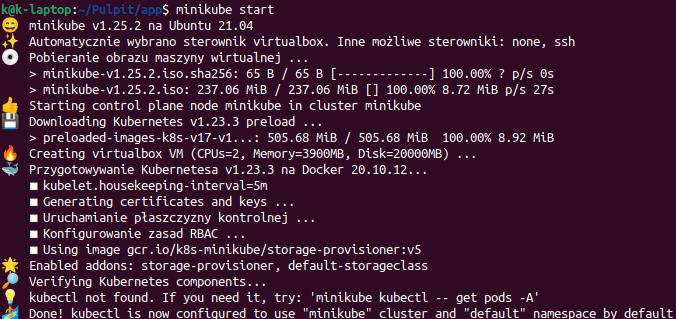 k@k-laptop:~/Pulpit/app$ minikube start
😄 minikube v1.25.2 na Ubuntu 21.04
✨ Automatycznie wybrano sterownik virtualbox. Inne możliwe sterowniki: none, ssh
💿 Pobieranie obrazu maszyny wirtualnej ...
> minikube-v1.25.2.iso.sha256: 65 B / 65 B [-------------] 100.00% ? p/s 0s
> minikube-v1.25.2.iso: 237.06 MiB / 237.06 MiB [] 100.00% 8.72 MiB p/s 27s
👍 Starting control plane node minikube in cluster minikube
💾 Downloading Kubernetes v1.23.3 preload ...
> preloaded-images-k8s-v17-v1...: 505.68 MiB / 505.68 MiB 100.00% 8.92 MiB
🔥 Creating virtualbox VM (CPUs=2, Memory=3900MB, Disk=20000MB) ...
🐳 Przygotowywanie Kubernetesa v1.23.3 na Docker 20.10.12...
▪ kubelet.housekeeping-interval=5m
▪ Generating certificates and keys ...
▪ Uruchamianie płaszczyzny kontrolnej ...
▪ Konfigurowanie zasad RBAC ...
▪ Using image gcr.io/k8s-minikube/storage-provisioner:v5
🌟 Enabled addons: storage-provisioner, default-storageclass
🔎 Verifying Kubernetes components...
💡 kubectl not found. If you need it, try: 'minikube kubectl -- get pods -A'
🏄 Done! kubectl is now configured to use "minikube" cluster and "default" namespace by default